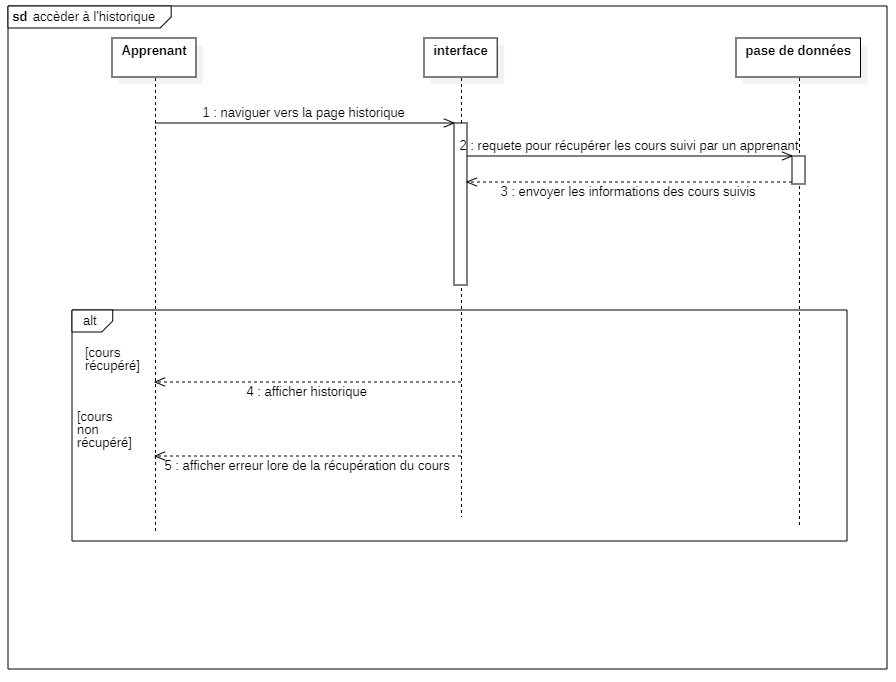 sd accèder à l'historique
Apprenant
interface
pase de données
1 : naviguer vers la page historique
2 : requete pour récupérer les cours suivi par un apprenant
3 : envoyer les informations des cours suivis
alt
[cours
récupéré]
4 : afficher historique
[cours
non
récupéré]
5 : afficher erreur lore de la récupération du cours